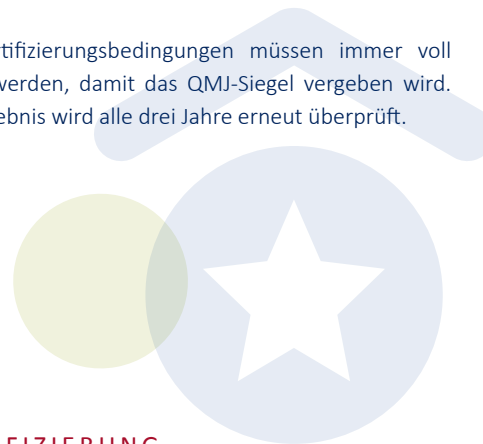 rtifizierungsbedingungen müssen immer voll
werden, damit das QMJ-Siegel vergeben wird.
ebnis wird alle drei Jahre erneut überprüft.